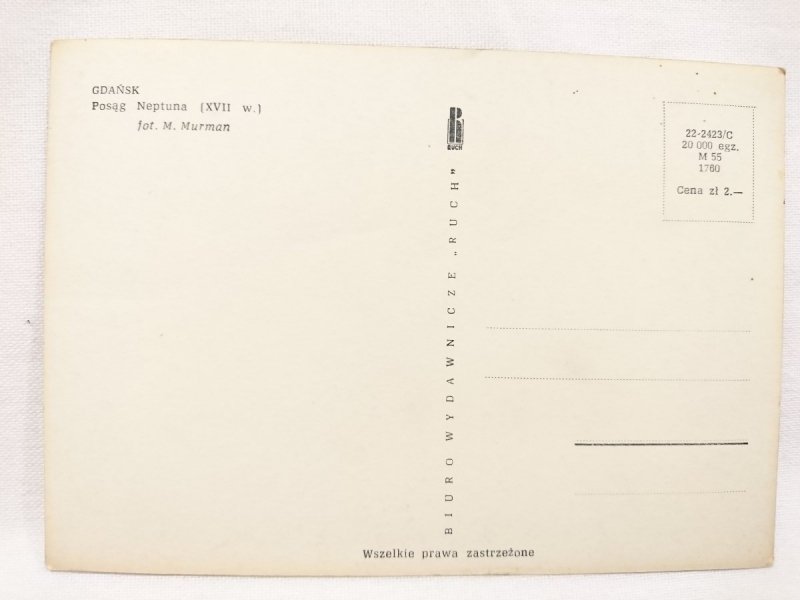 GDAŃSK
Posąg Neptuna (XVII w.)
fot. M. Murman
RUCH
BIURO WYDAWNICZE „RUCH”
22-2423/C
20 000 egz.
M 55
1760
Cena zł 2.—
Wszelkie prawa zastrzeżone